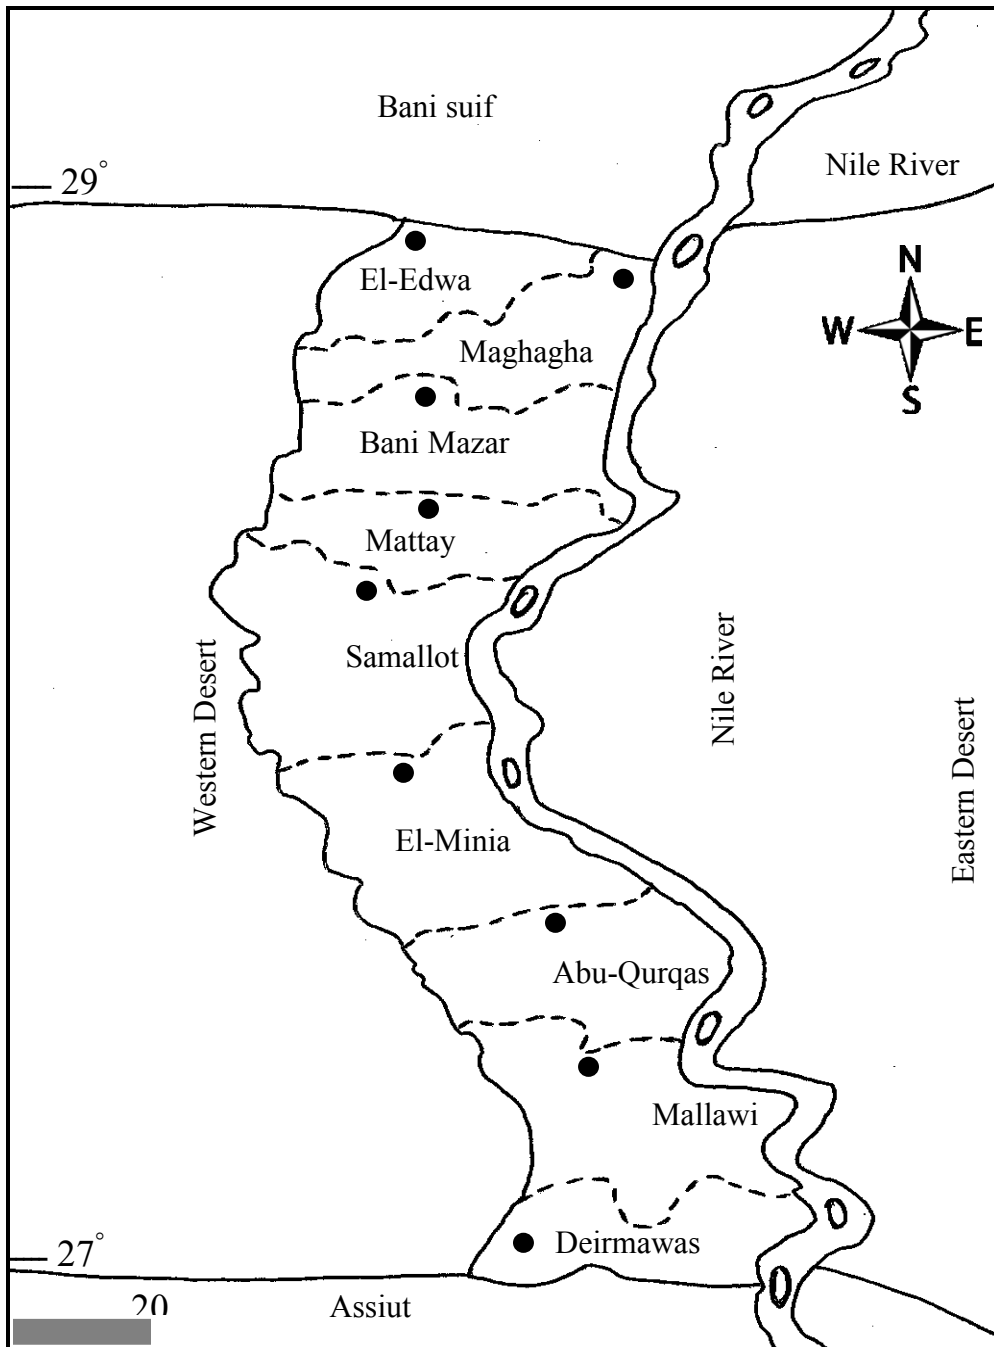 Bani suif
Nile River
29°
N
W E
S
El-Edwa
Maghagha
Bani Mazar
Mattay
Samallot
Western Desert
Nile River
Eastern Desert
El-Minia
Abu-Qurqas
Mallawi
Deirmawas
27°
20
Assiut